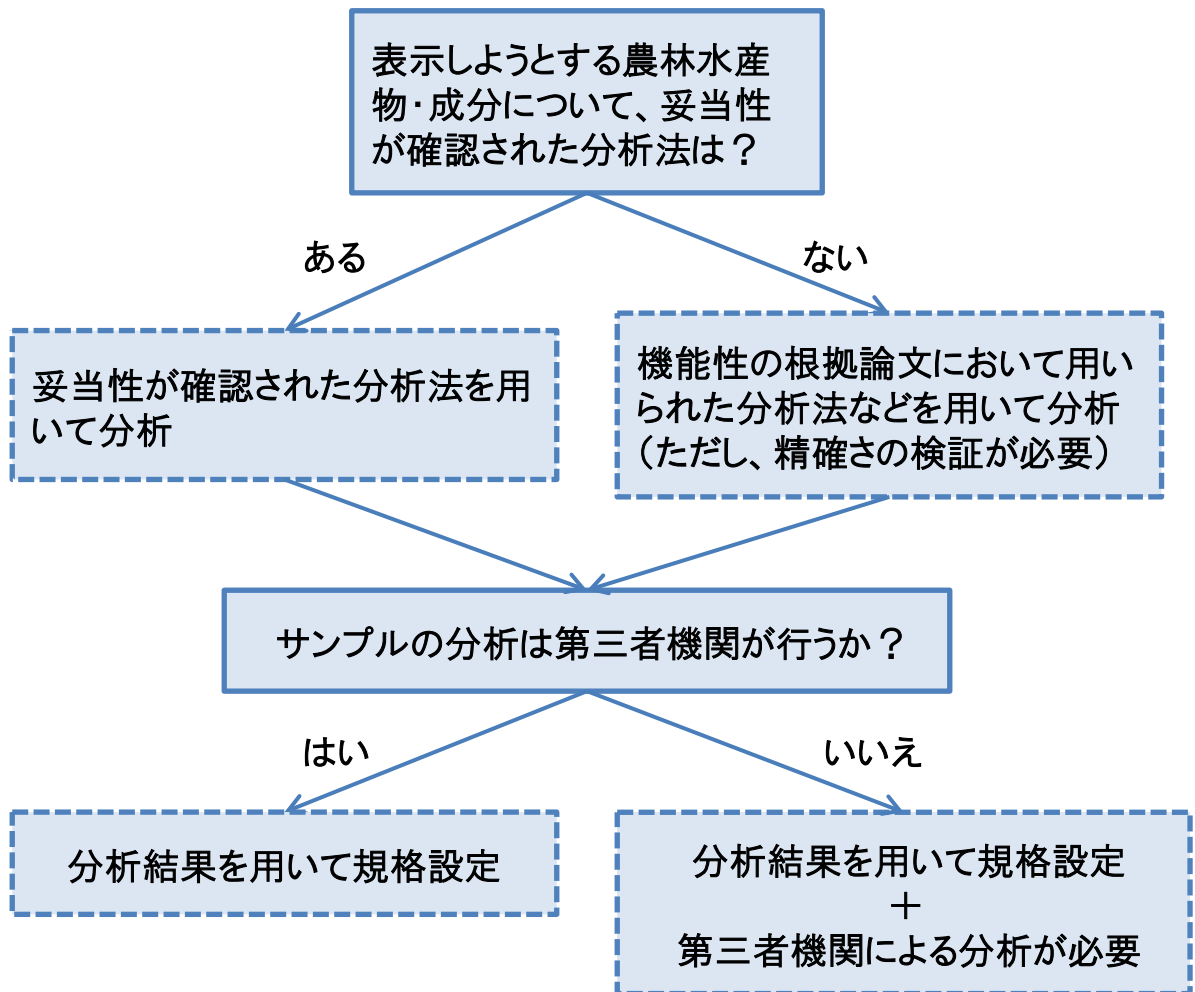 表示しようとする農林水産
物・成分について、妥当性
が確認された分析法は？
ある
ない
妥当性が確認された分析法を用
いて分析
機能性の根拠論文において用い
られた分析法などを用いて分析
（ただし、精確さの検証が必要）
サンプルの分析は第三者機関が行うか？
はい
いいえ
分析結果を用いて規格設定
分析結果を用いて規格設定
＋
第三者機関による分析が必要